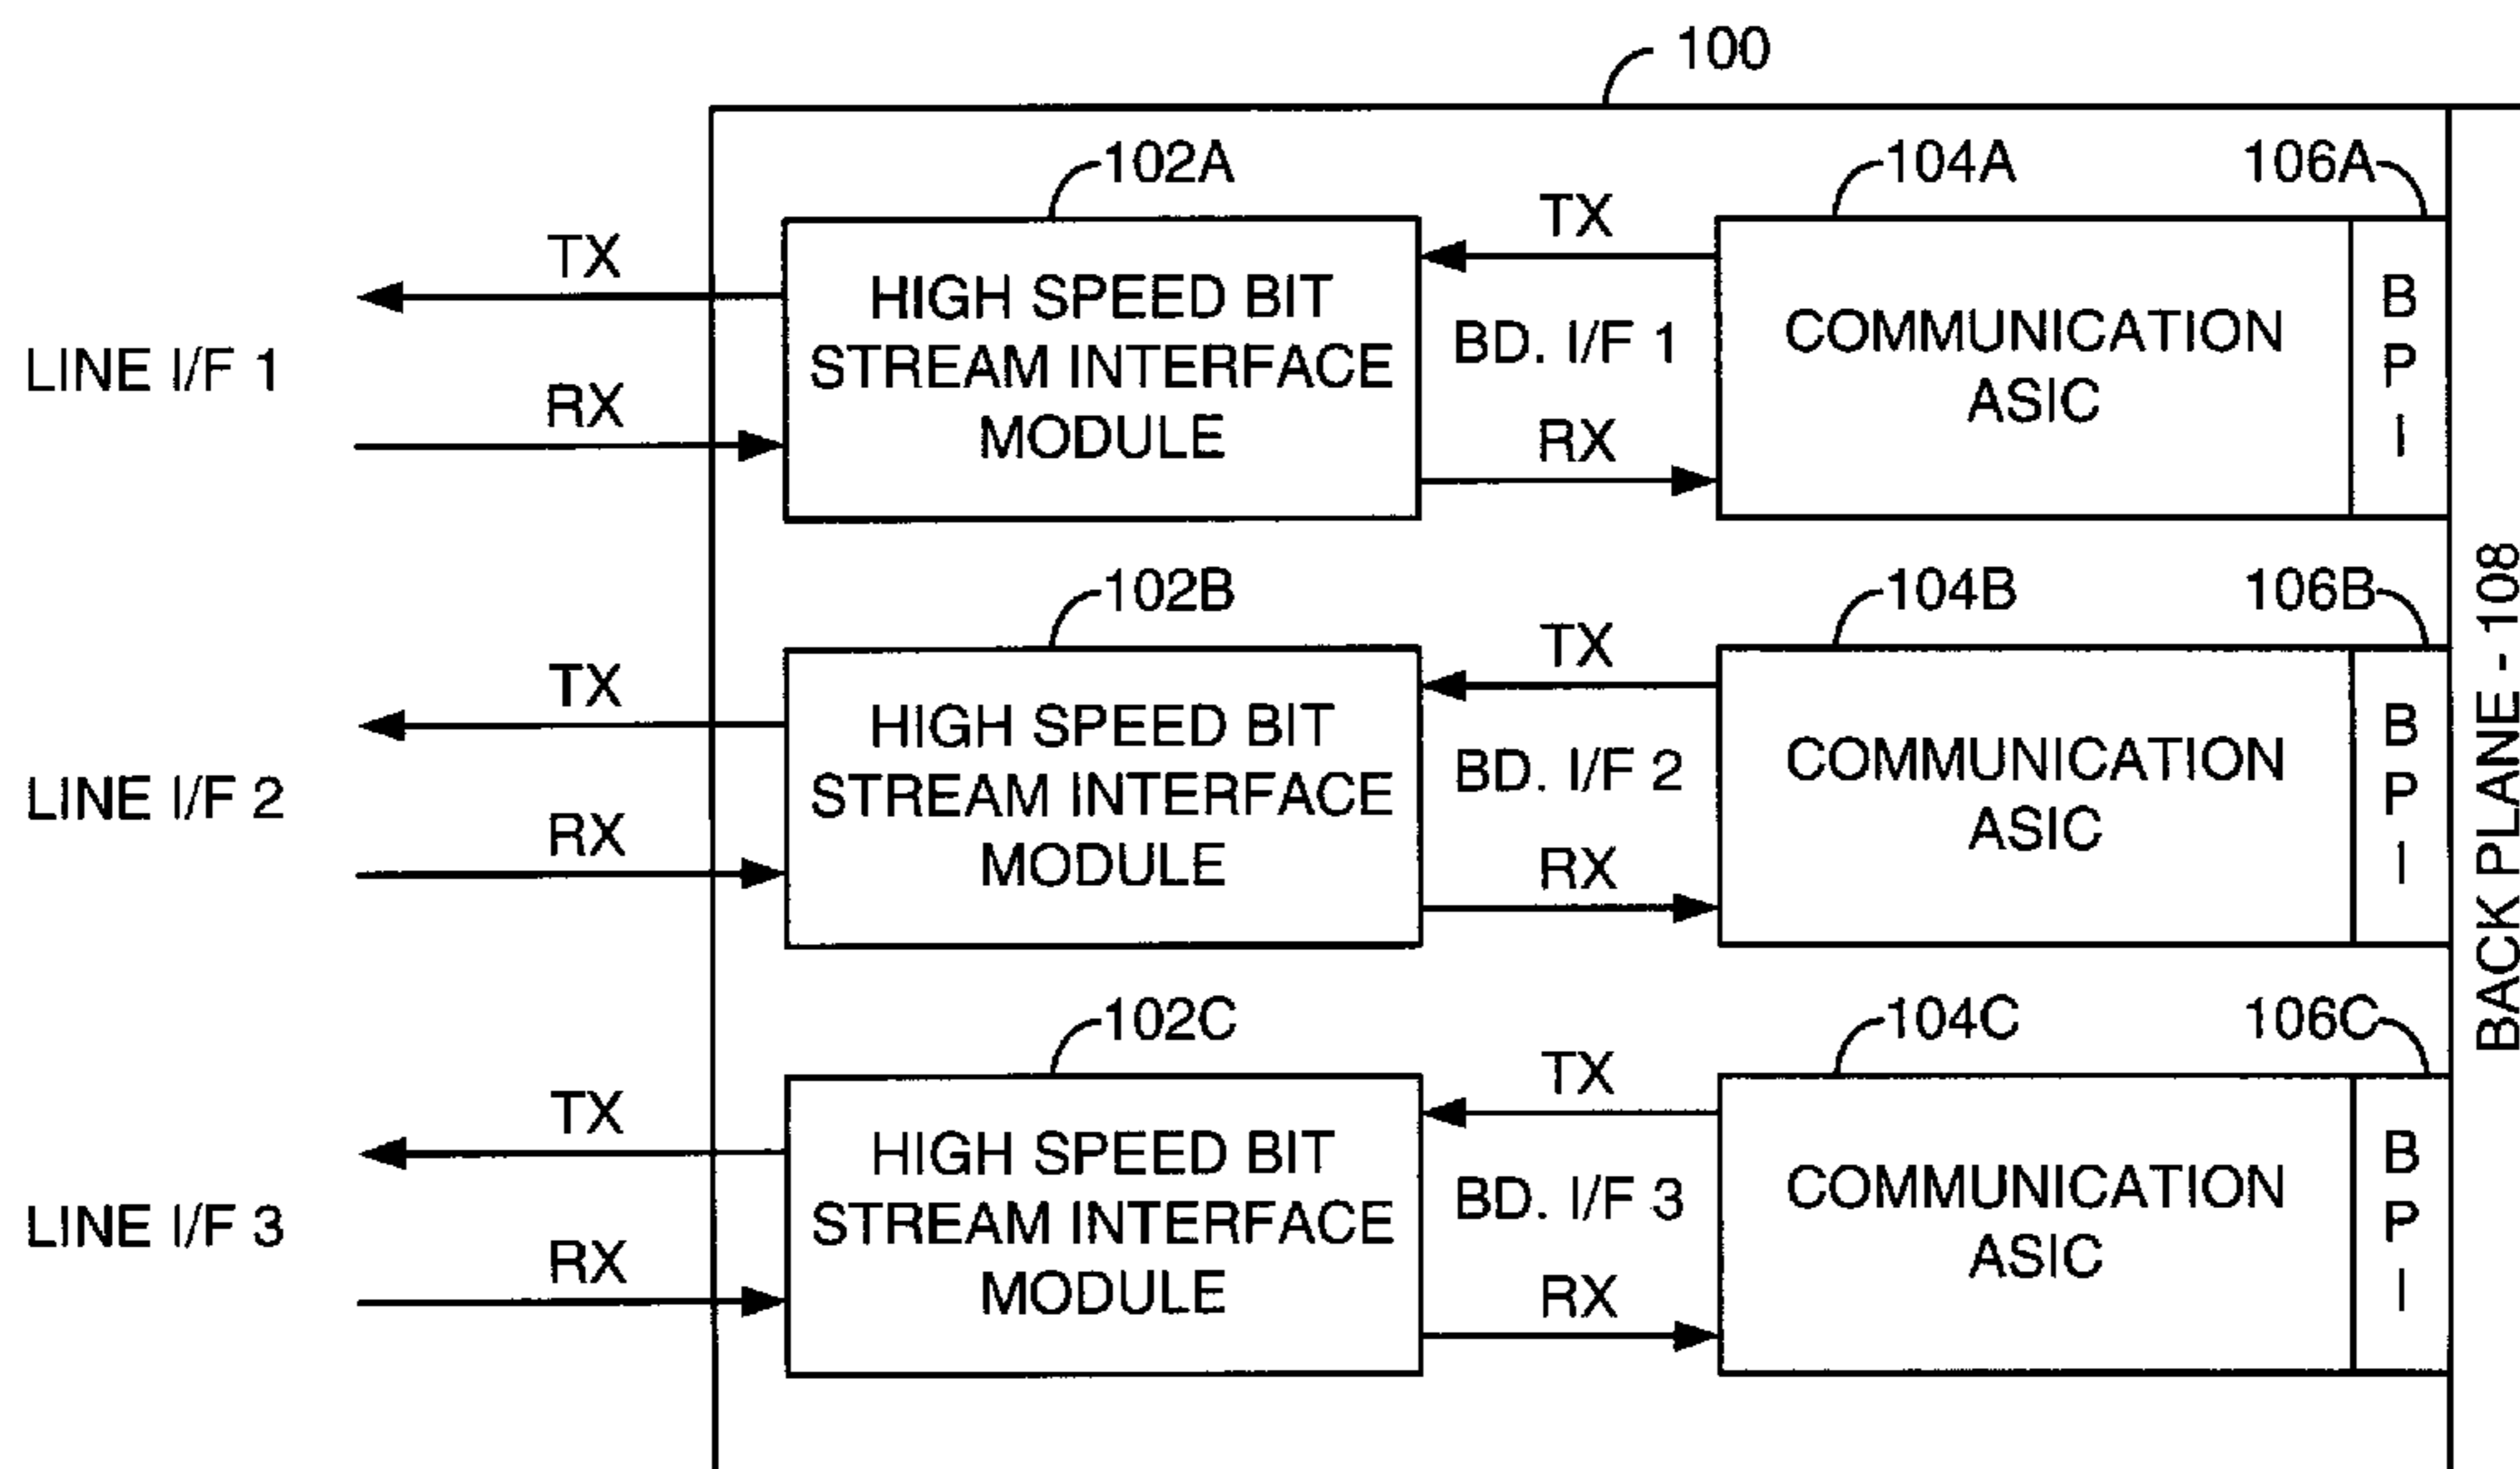 100
102A
104A
106A
TX
TX
HIGH SPEED BIT
STREAM INTERFACE
MODULE
BD. I/F 1
COMMUNICATION
ASIC
B
P
I
LINE I/F 1
RX
RX
102B
104B
106B
TX
TX
HIGH SPEED BIT
STREAM INTERFACE
MODULE
BD. I/F 2
COMMUNICATION
ASIC
B
P
I
LINE I/F 2
RX
RX
BACK PLANE - 108
102C
104C
106C
TX
TX
HIGH SPEED BIT
STREAM INTERFACE
MODULE
BD. I/F 3
COMMUNICATION
ASIC
B
P
I
LINE I/F 3
RX
RX